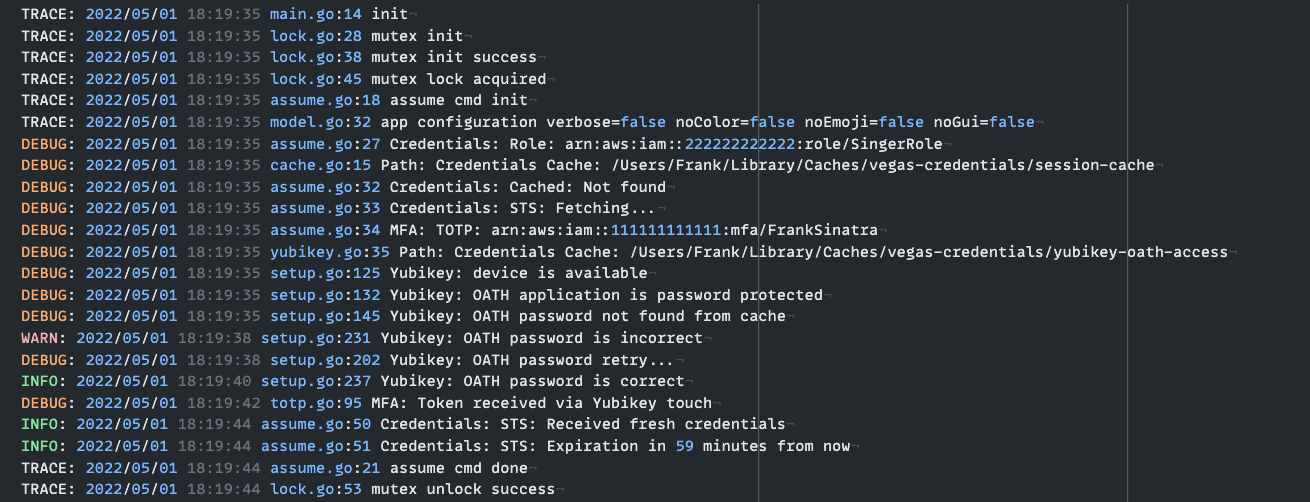 TRACE: 2022/05/01 18:19:35 main.go:14 init¬
TRACE: 2022/05/01 18:19:35 lock.go:28 mutex init¬
TRACE: 2022/05/01 18:19:35 lock.go:38 mutex init success¬
TRACE: 2022/05/01 18:19:35 lock.go:45 mutex lock acquired¬
TRACE: 2022/05/01 18:19:35 assume.go:18 assume cmd init¬
TRACE: 2022/05/01 18:19:35 model.go:32 app configuration verbose=false noColor=false noEmoji=false noGui=false¬
DEBUG: 2022/05/01 18:19:35 assume.go:27 Credentials: Role: arn:aws:iam::222222222222:role/SingerRole¬
DEBUG: 2022/05/01 18:19:35 cache.go:15 Path: Credentials Cache: /Users/Frank/Library/Caches/vegas-credentials/session-cache¬
DEBUG: 2022/05/01 18:19:35 assume.go:32 Credentials: Cached: Not found¬
DEBUG: 2022/05/01 18:19:35 assume.go:33 Credentials: STS: Fetching...¬
DEBUG: 2022/05/01 18:19:35 assume.go:34 MFA: TOTP: arn:aws:iam::111111111111:mfa/FrankSinatra¬
DEBUG: 2022/05/01 18:19:35 yubikey.go:35 Path: Credentials Cache: /Users/Frank/Library/Caches/vegas-credentials/yubikey-oath-access¬
DEBUG: 2022/05/01 18:19:35 setup.go:125 Yubikey: device is available¬
DEBUG: 2022/05/01 18:19:35 setup.go:132 Yubikey: OATH application is password protected¬
DEBUG: 2022/05/01 18:19:35 setup.go:145 Yubikey: OATH password not found from cache¬
WARN: 2022/05/01 18:19:38 setup.go:231 Yubikey: OATH password is incorrect¬
DEBUG: 2022/05/01 18:19:38 setup.go:202 Yubikey: OATH password retry...¬
INFO: 2022/05/01 18:19:40 setup.go:237 Yubikey: OATH password is correct¬
DEBUG: 2022/05/01 18:19:42 totp.go:95 MFA: Token received via Yubikey touch¬
INFO: 2022/05/01 18:19:44 assume.go:50 Credentials: STS: Received fresh credentials¬
INFO: 2022/05/01 18:19:44 assume.go:51 Credentials: STS: Expiration in 59 minutes from now¬
TRACE: 2022/05/01 18:19:44 assume.go:21 assume cmd done¬
TRACE: 2022/05/01 18:19:44 lock.go:53 mutex unlock success¬